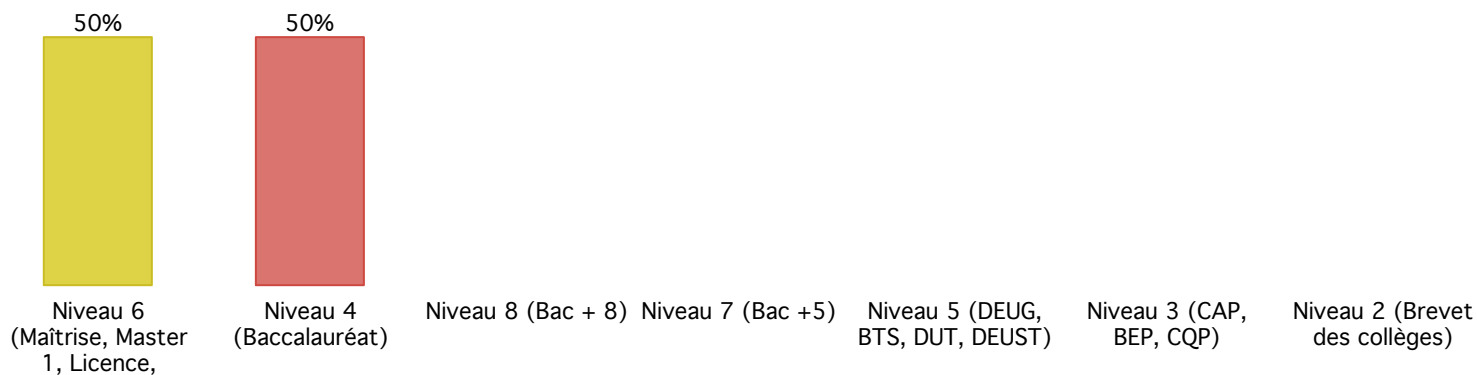 50%
50%
Niveau 6
(Maîtrise, Master
1, Licence,
Niveau 4
(Baccalauréat)
Niveau 8 (Bac + 8)
Niveau 7 (Bac +5)
Niveau 5 (DEUG,
BTS, DUT, DEUST)
Niveau 3 (CAP,
BEP, CQP)
Niveau 2 (Brevet
des collèges)